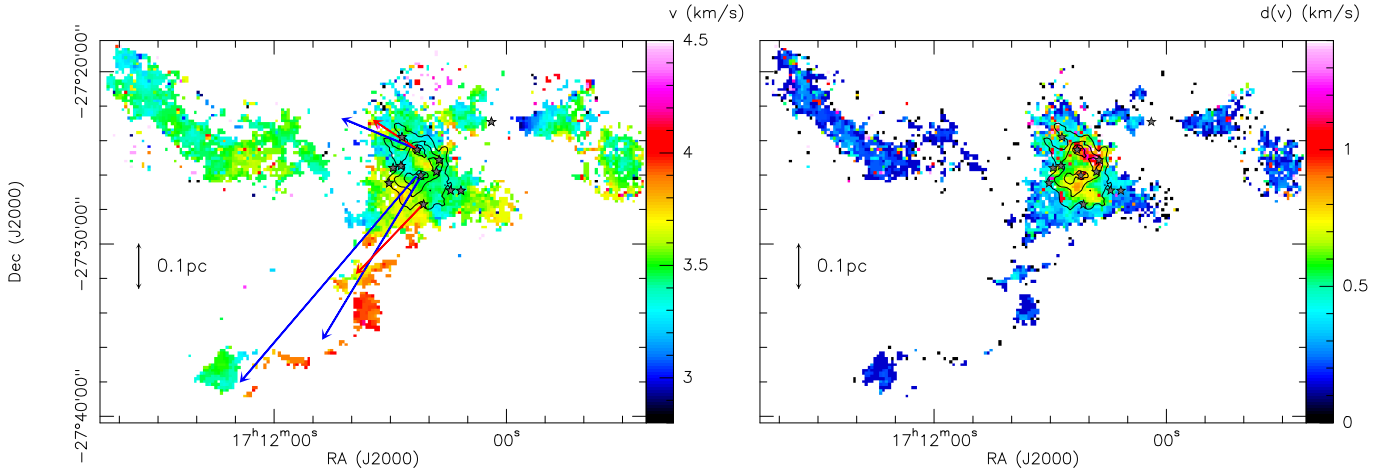 v (km/s)
d(v) (km/s)
−27°20'00"
−27°30'00"
−27°40'00"
Dec (J2000)
0.1pc
17ʰ12ᵐ00ˢ
00ˢ
RA (J2000)
4.5
4
3.5
3
0.1pc
17ʰ12ᵐ00ˢ
00ˢ
RA (J2000)
1
0.5
0